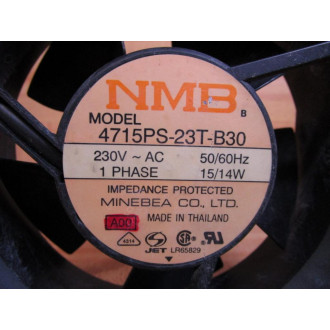 NMB
B
MODEL
4715PS-23T-B30
230V ~ AC 50/60Hz
1 PHASE 15/14W
IMPEDANCE PROTECTED
MINEBEA CO., LTD.
MADE IN THAILAND
A00
JET LR65829